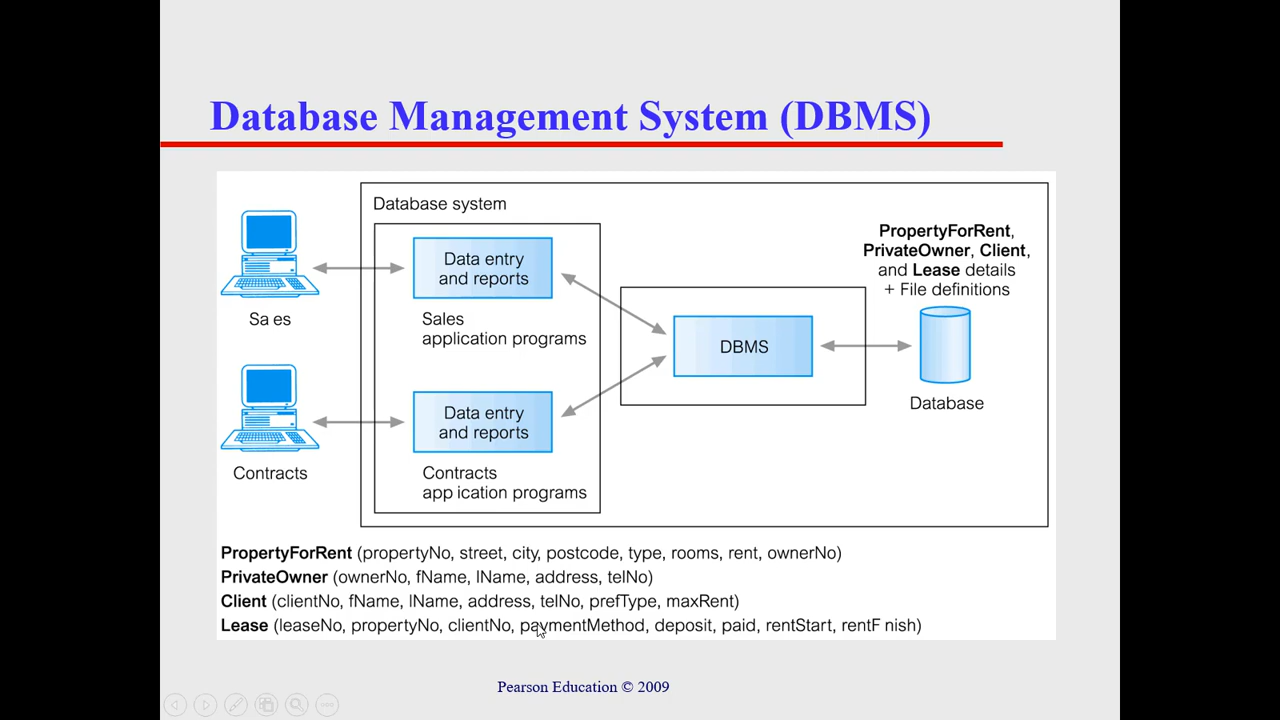 Database Management System (DBMS)
Database system
PropertyForRent,
PrivateOwner, Client,
and Lease details
+ File definitions
Data entry
and reports
Sa es
Sales
application programs
DBMS
Database
Data entry
and reports
Contracts
Contracts
app ication programs
PropertyForRent (propertyNo, street, city, postcode, type, rooms, rent, ownerNo)
PrivateOwner (ownerNo, fName, lName, address, telNo)
Client (clientNo, fName, lName, address, telNo, prefType, maxRent)
Lease (leaseNo, propertyNo, clientNo, paymentMethod, deposit, paid, rentStart, rentF nish)
Pearson Education © 2009